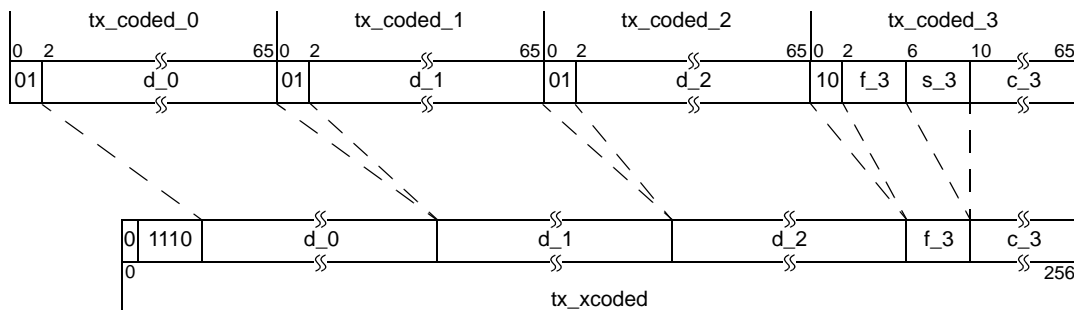 tx_coded_0 tx_coded_1 tx_coded_2 tx_coded_3
0 2 65 0 2 65 0 2 65 0 2 6 10 65
01 d_0 01 d_1 01 d_2 10 f_3 s_3 c_3
0 1110 d_0 d_1 d_2 f_3 c_3
0 256
tx_xcoded